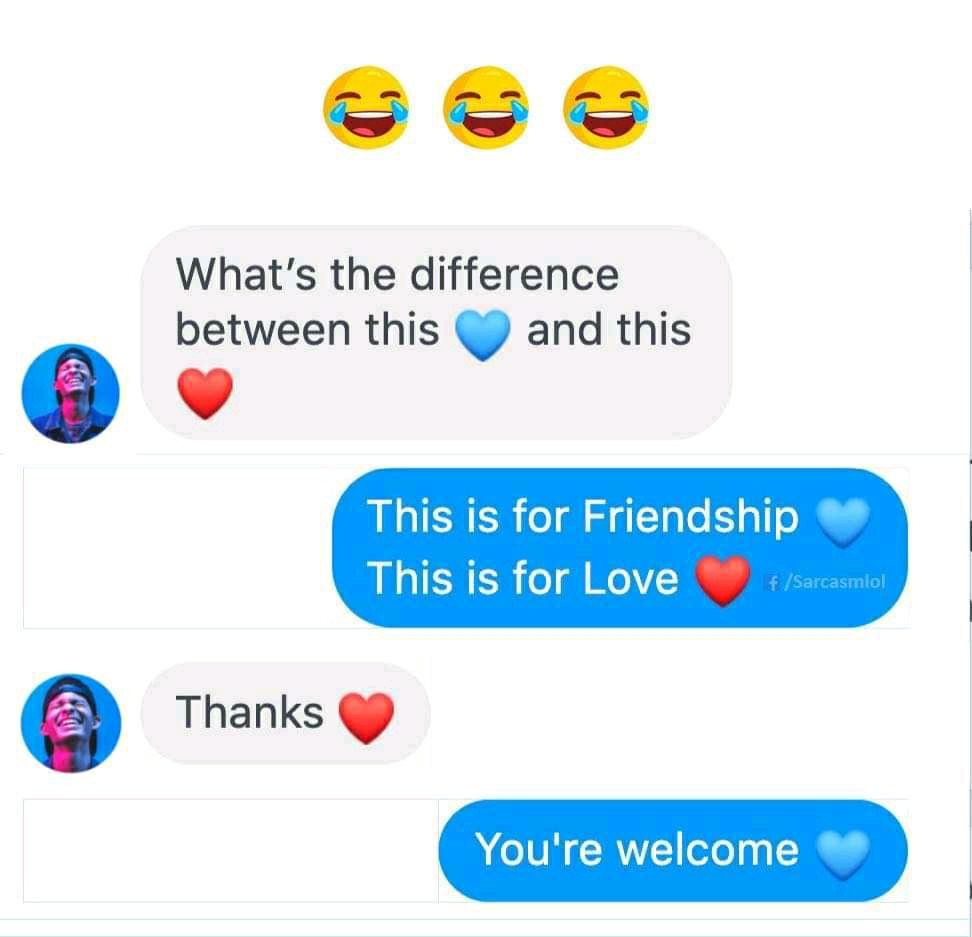 😂 😂 😂
What's the difference
between this 💙 and this
❤️
This is for Friendship 💙
This is for Love ❤️
f/Sarcasmlol
Thanks ❤️
You're welcome 💙